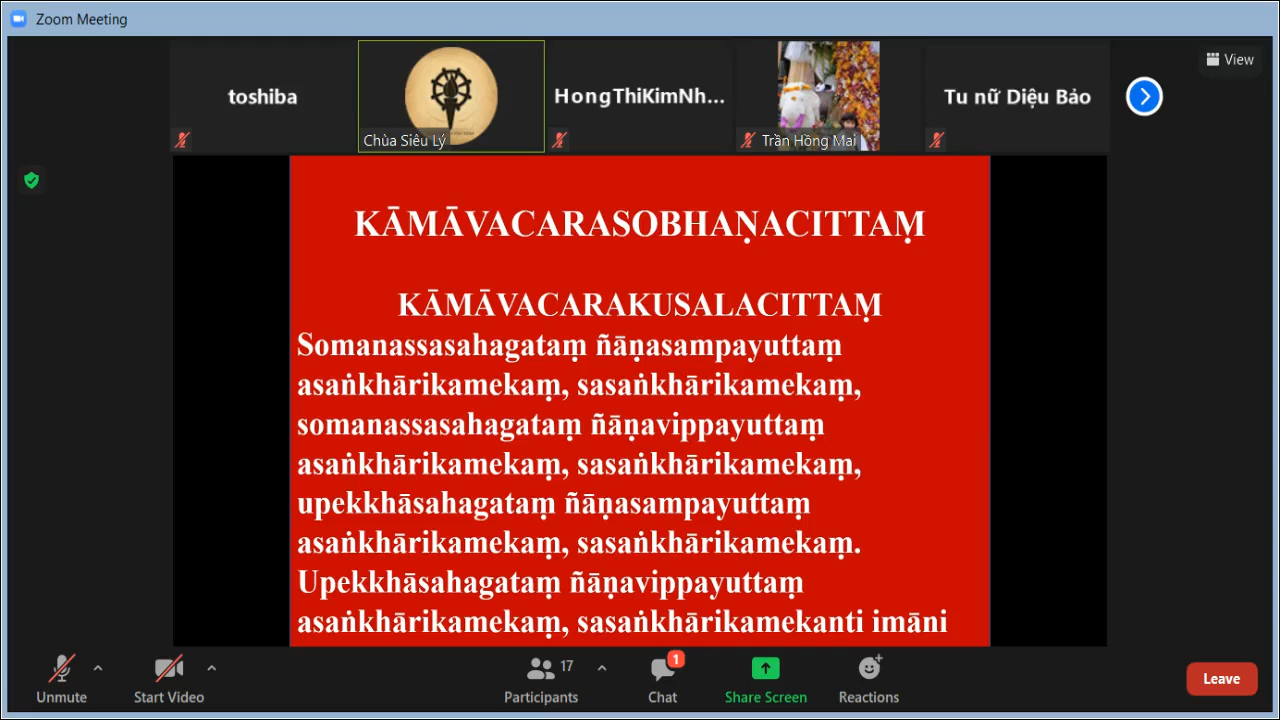 Zoom Meeting
View
toshiba
Chùa Siêu Lý
HongThiKimNh...
Trần Hồng Mai
Tu nữ Diệu Bảo
KĀMĀVACARASOBHAṆACITTAṂ
KĀMĀVACARAKUSALACITTAṂ
Somanassasahagataṃ ñāṇasampayuttaṃ
asaṅkhārikamekaṃ, sasaṅkhārikamekaṃ,
somanassasahagataṃ ñāṇavippayuttaṃ
asaṅkhārikamekaṃ, sasaṅkhārikamekaṃ,
upekkhāsahagataṃ ñāṇasampayuttaṃ
asaṅkhārikamekaṃ, sasaṅkhārikamekaṃ.
Upekkhāsahagataṃ ñāṇavippayuttaṃ
asaṅkhārikamekaṃ, sasaṅkhārikamekanti imāni
17
1
Unmute
Start Video
Participants
Chat
Share Screen
Reactions
Leave